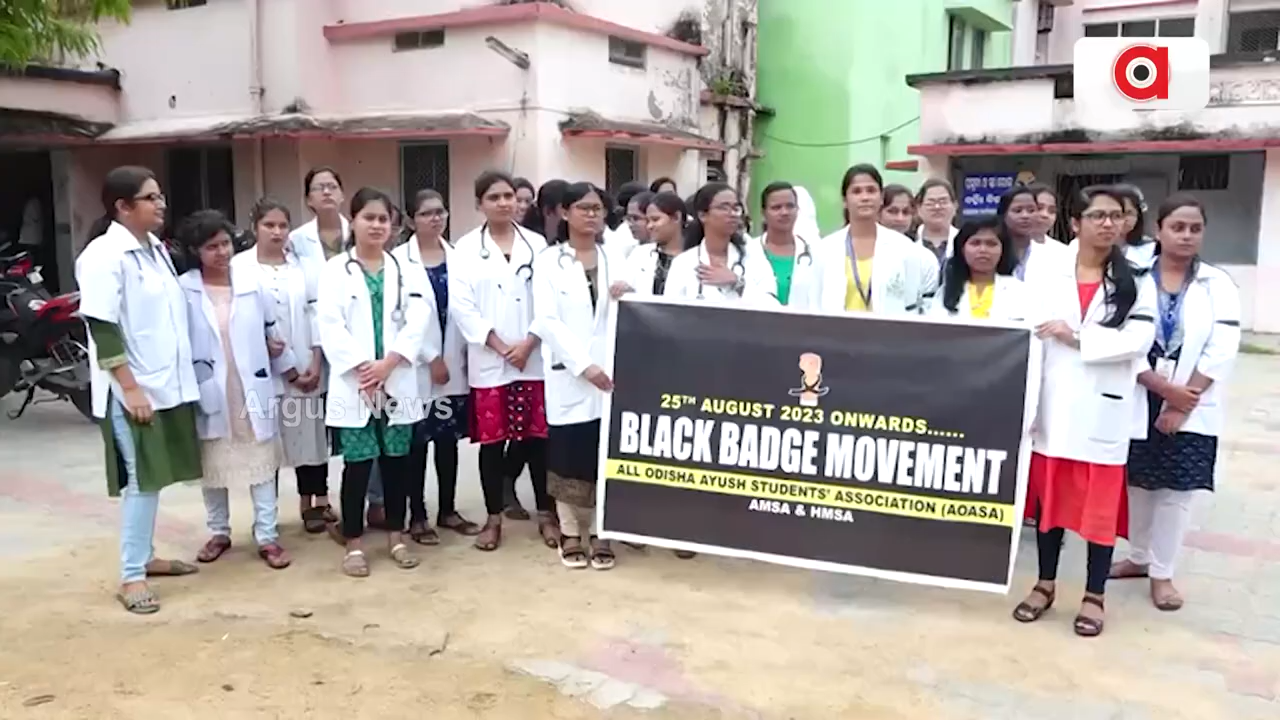 25TH AUGUST 2023 ONWARDS......
BLACK BADGE MOVEMENT
ALL ODISHA AYUSH STUDENTS' ASSOCIATION (AOASA)
AMSA & HMSA
Argus News
a